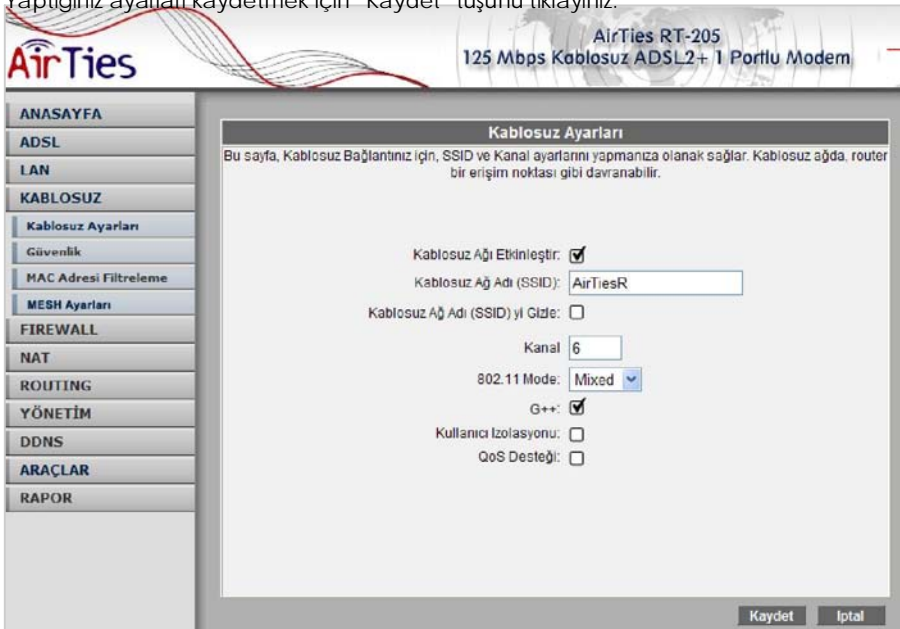 Yaptığınız ayarları kaydetmek için "Kaydet" tuşunu tıklayınız.
AirTies
AirTies RT-205
125 Mbps Kablosuz ADSL2+ 1 Portlu Modem
ANASAYFA
ADSL
LAN
KABLOSUZ
Kablosuz Ayarları
Güvenlik
MAC Adresi Filtreleme
MESH Ayarları
FIREWALL
NAT
ROUTING
YÖNETİM
DDNS
ARAÇLAR
RAPOR
Kablosuz Ayarları
Bu sayfa, Kablosuz Bağlantınız için, SSID ve Kanal ayarlarını yapmanıza olanak sağlar. Kablosuz ağda, router
bir erişim noktası gibi davranabilir.
Kablosuz Ağı Etkinleştir:
Kablosuz Ağ Adı (SSID): AirTiesR
Kablosuz Ağ Adı (SSID) yi Gizle:
Kanal 6
802.11 Mode: Mixed
G++:
Kullanıcı Izolasyonu:
QoS Desteği:
Kaydet Iptal